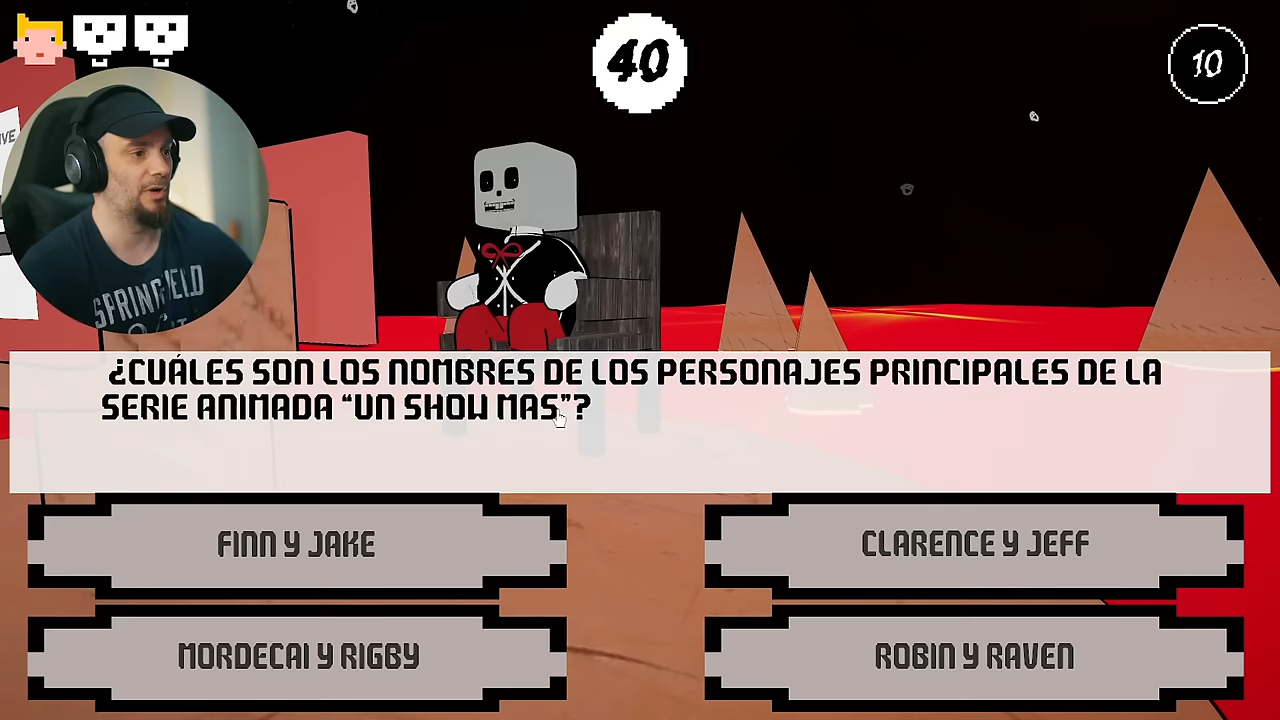 40
10
¿CUÁLES SON LOS NOMBRES DE LOS PERSONAJES PRINCIPALES DE LA
SERIE ANIMADA “UN SHOW MAS”?
FINN Y JAKE
CLARENCE Y JEFF
MORDECAI Y RIGBY
ROBIN Y RAVEN
SPRINGFIELD